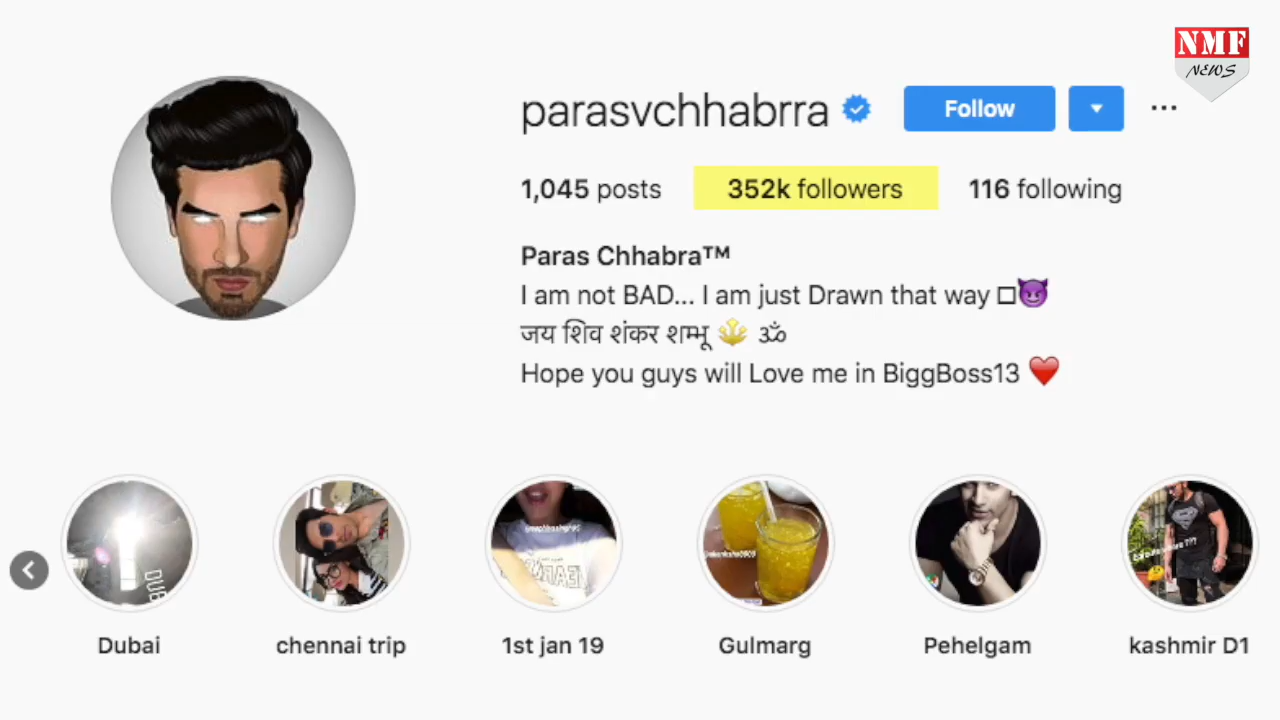 NMF
NEWS
parasvchhabrra
Follow
1,045 posts 352k followers 116 following
Paras Chhabra™
I am not BAD... I am just Drawn that way □😈
जय शिव शंकर शम्भू 🔱 ॐ
Hope you guys will Love me in BiggBoss13 ❤️
Dubai
chennai trip
1st jan 19
Gulmarg
Pehelgam
kashmir D1